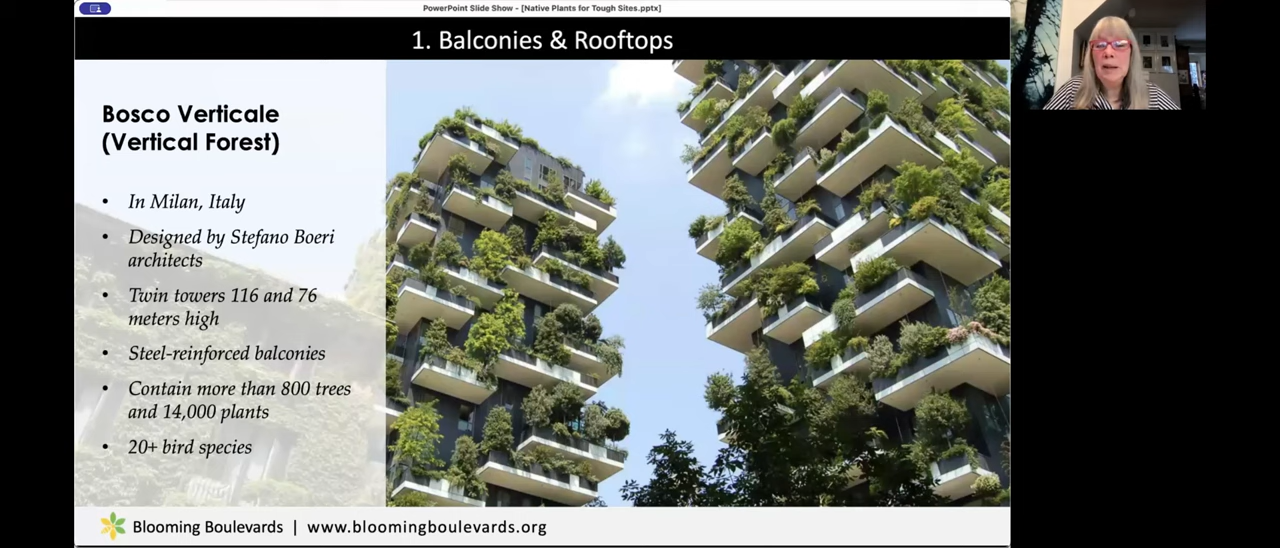 PowerPoint Slide Show - [Native Plants for Tough Sites.pptx]
1. Balconies & Rooftops
Bosco Verticale
(Vertical Forest)
• In Milan, Italy
• Designed by Stefano Boeri
architects
• Twin towers 116 and 76
meters high
• Steel-reinforced balconies
• Contain more than 800 trees
and 14,000 plants
• 20+ bird species
Blooming Boulevards | www.bloomingboulevards.org